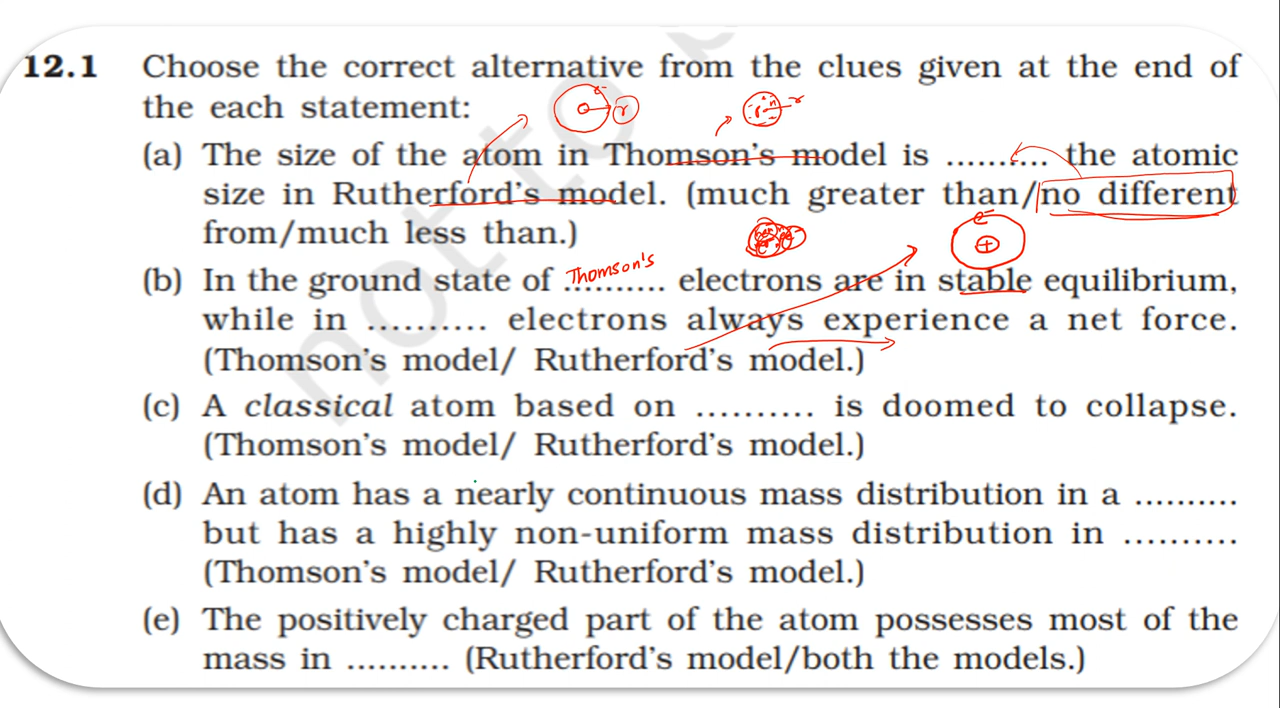 12.1 Choose the correct alternative from the clues given at the end of
the each statement:
e⁻
r
n
r
(a) The size of the atom in Thomson's model is .......... the atomic
size in Rutherford's model. (much greater than/no different
from/much less than.)
e⁻
+
Thomson's
(b) In the ground state of .......... electrons are in stable equilibrium,
while in .......... electrons always experience a net force.
(Thomson's model/ Rutherford's model.)
(c) A classical atom based on .......... is doomed to collapse.
(Thomson's model/ Rutherford's model.)
(d) An atom has a nearly continuous mass distribution in a ..........
but has a highly non-uniform mass distribution in ..........
(Thomson's model/ Rutherford's model.)
(e) The positively charged part of the atom possesses most of the
mass in .......... (Rutherford's model/both the models.)
not to b